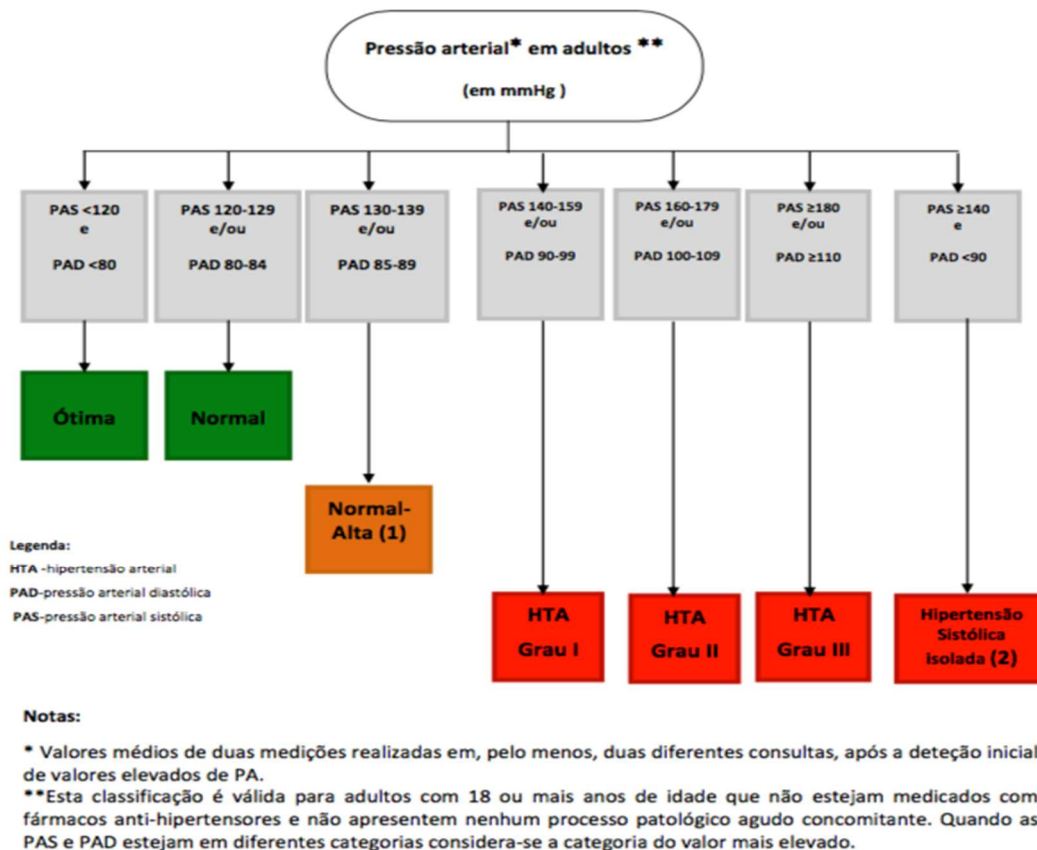 Pressão arterial* em adultos **
(em mmHg )
PAS <120
e
PAD <80
PAS 120-129
e/ou
PAD 80-84
PAS 130-139
e/ou
PAD 85-89
PAS 140-159
e/ou
PAD 90-99
PAS 160-179
e/ou
PAD 100-109
PAS ≥180
e/ou
PAD ≥110
PAS ≥140
e
PAD <90
Ótima
Normal
Normal-
Alta (1)
HTA
Grau I
HTA
Grau II
HTA
Grau III
Hipertensão
Sistólica
isolada (2)
Legenda:
HTA -hipertensão arterial
PAD-pressão arterial diastólica
PAS-pressão arterial sistólica
Notas:
* Valores médios de duas medições realizadas em, pelo menos, duas diferentes consultas, após a deteção inicial
de valores elevados de PA.
**Esta classificação é válida para adultos com 18 ou mais anos de idade que não estejam medicados com
fármacos anti-hipertensores e não apresentem nenhum processo patológico agudo concomitante. Quando as
PAS e PAD estejam em diferentes categorias considera-se a categoria do valor mais elevado.